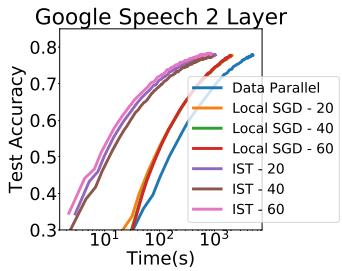 Google Speech 2 Layer
Test Accuracy
0.8
0.7
0.6
0.5
0.4
0.3
Data Parallel
Local SGD - 20
Local SGD - 40
Local SGD - 60
IST - 20
IST - 40
IST - 60
10¹ 10² 10³
Time(s)